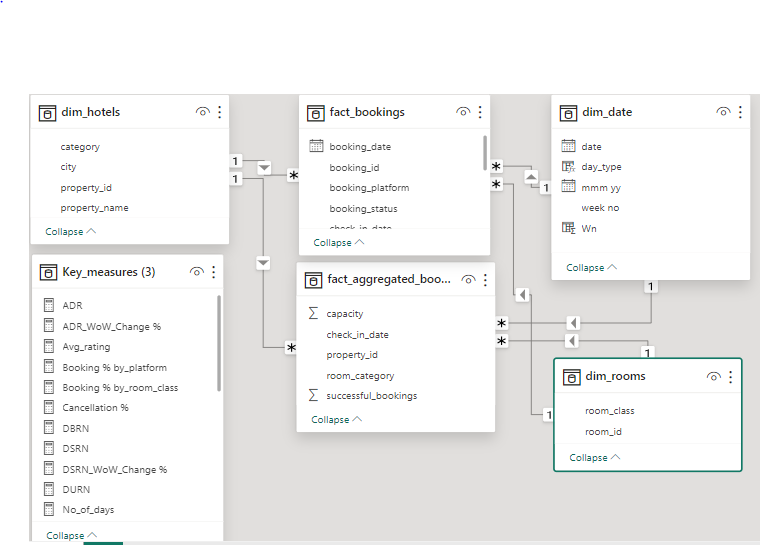 dim_hotels
category
city
property_id
property_name
Collapse
fact_bookings
booking_date
booking_id
booking_platform
booking_status
check_in_date
Collapse
dim_date
date
day_type
mmm yy
week no
Wn
Collapse
1
1
*
*
*
1
Key_measures (3)
ADR
ADR_WoW_Change %
Avg_rating
Booking % by_platform
Booking % by_room_class
Cancellation %
DBRN
DSRN
DSRN_WoW_Change %
DURN
No_of_days
Collapse
fact_aggregated_boo...
Σ capacity
check_in_date
property_id
room_category
Σ successful_bookings
Collapse
*
*
*
1
1
1
dim_rooms
room_class
room_id
Collapse